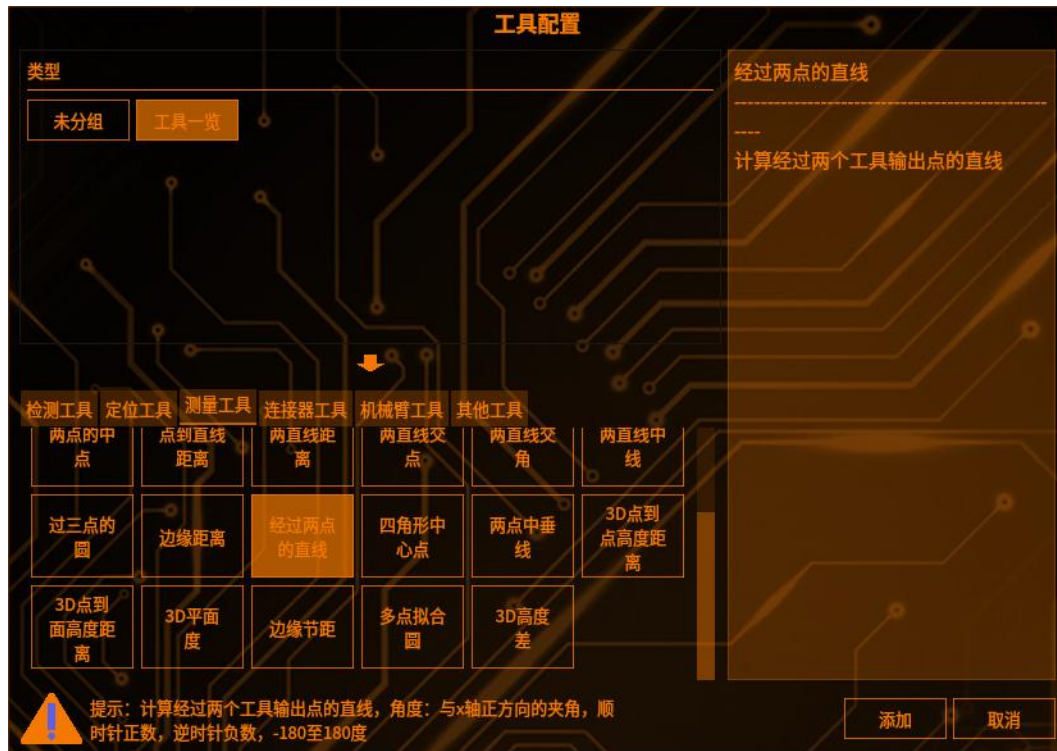 工具配置
类型
未分组
工具一览
经过两点的直线
-----------------------------------------------
----
计算经过两个工具输出点的直线
检测工具
定位工具
测量工具
连接器工具
机械臂工具
其他工具
两点的中
点
点到直线
距离
两直线距
离
两直线交
点
两直线交
角
两直线中
线
过三点的
圆
边缘距离
经过两点
的直线
四角形中
心点
两点中垂
线
3D点到
点高度距
离
3D点到
面高度距
离
3D平面
度
边缘节距
多点拟合
圆
3D高度
差
提示：计算经过两个工具输出点的直线，角度：与x轴正方向的夹角，顺
时针正数，逆时针负数，-180至180度
添加
取消